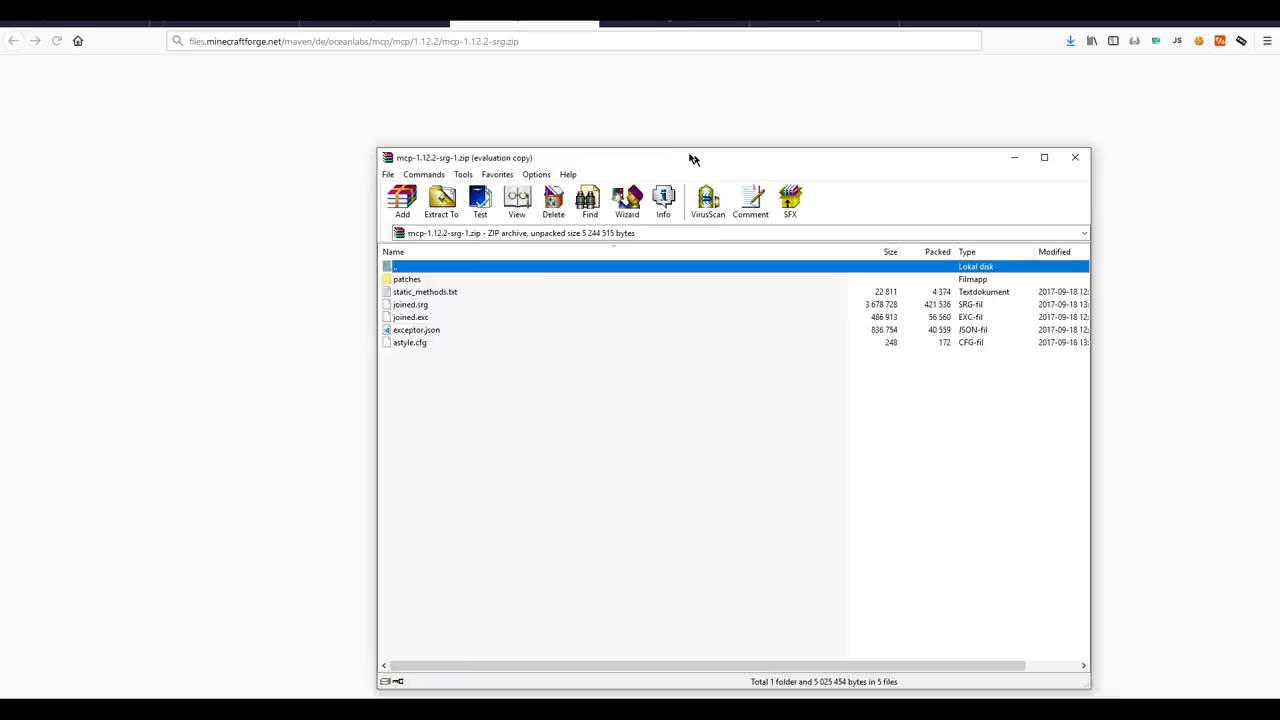 files.minecraftforge.net/maven/de/oceanlabs/mcp/mcp/1.12.2/mcp-1.12.2-srg.zip
JS
mcp-1.12.2-srg-1.zip (evaluation copy)
File Commands Tools Favorites Options Help
Add Extract To Test View Delete Find Wizard Info VirusScan Comment SFX
mcp-1.12.2-srg-1.zip - ZIP archive, unpacked size 5 244 515 bytes
Name Size Packed Type Modified
.. Lokal disk
patches Filmapp
static_methods.txt 22 811 4 374 Textdokument 2017-09-18 12:
joined.srg 3 678 728 421 536 SRG-fil 2017-09-18 13:
joined.exc 486 913 56 560 EXC-fil 2017-09-18 12:
exceptor.json 836 754 40 559 JSON-fil 2017-09-18 12:
astyle.cfg 248 172 CFG-fil 2017-09-18 13:
Total 1 folder and 5 025 454 bytes in 5 files